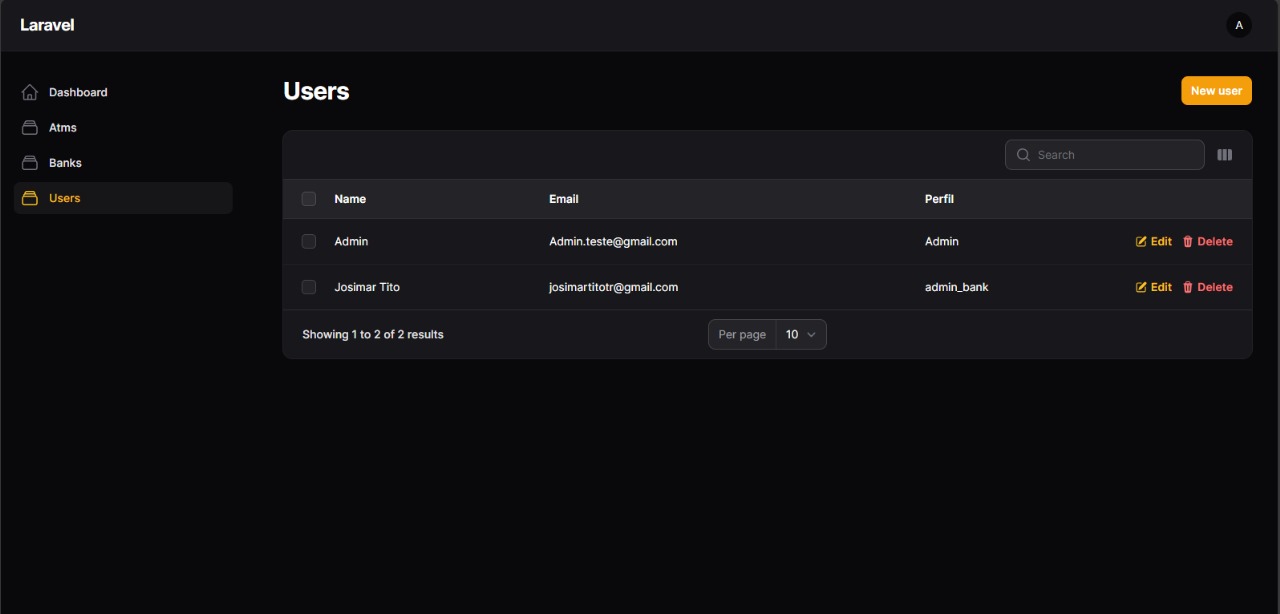 Laravel
A
Dashboard
Atms
Banks
Users
Users
New user
Search
Name Email Perfil
Admin Admin.teste@gmail.com Admin Edit Delete
Josimar Tito josimartitotr@gmail.com admin_bank Edit Delete
Showing 1 to 2 of 2 results Per page 10